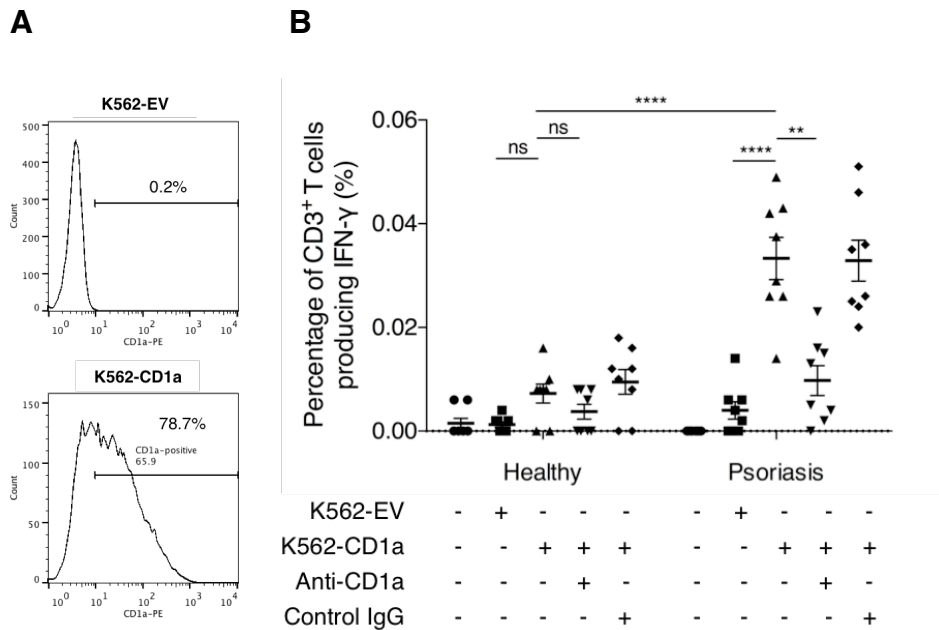 A
B
K562-EV
500
400
300
200
100
0
0.2%
Count
10^0 10^1 10^2 10^3 10^4
CD1a-PE
K562-CD1a
150
100
50
0
78.7%
CD1a-positive
65.9
Count
10^0 10^1 10^2 10^3 10^4
CD1a-PE
Percentage of CD3+ T cells
producing IFN-γ (%)
0.06
0.04
0.02
0.00
****
ns
ns
**
****
Healthy Psoriasis
K562-EV - + - - - - + - - -
K562-CD1a - - + + + - - + + +
Anti-CD1a - - - + - - - - + -
Control IgG - - - - + - - - - +